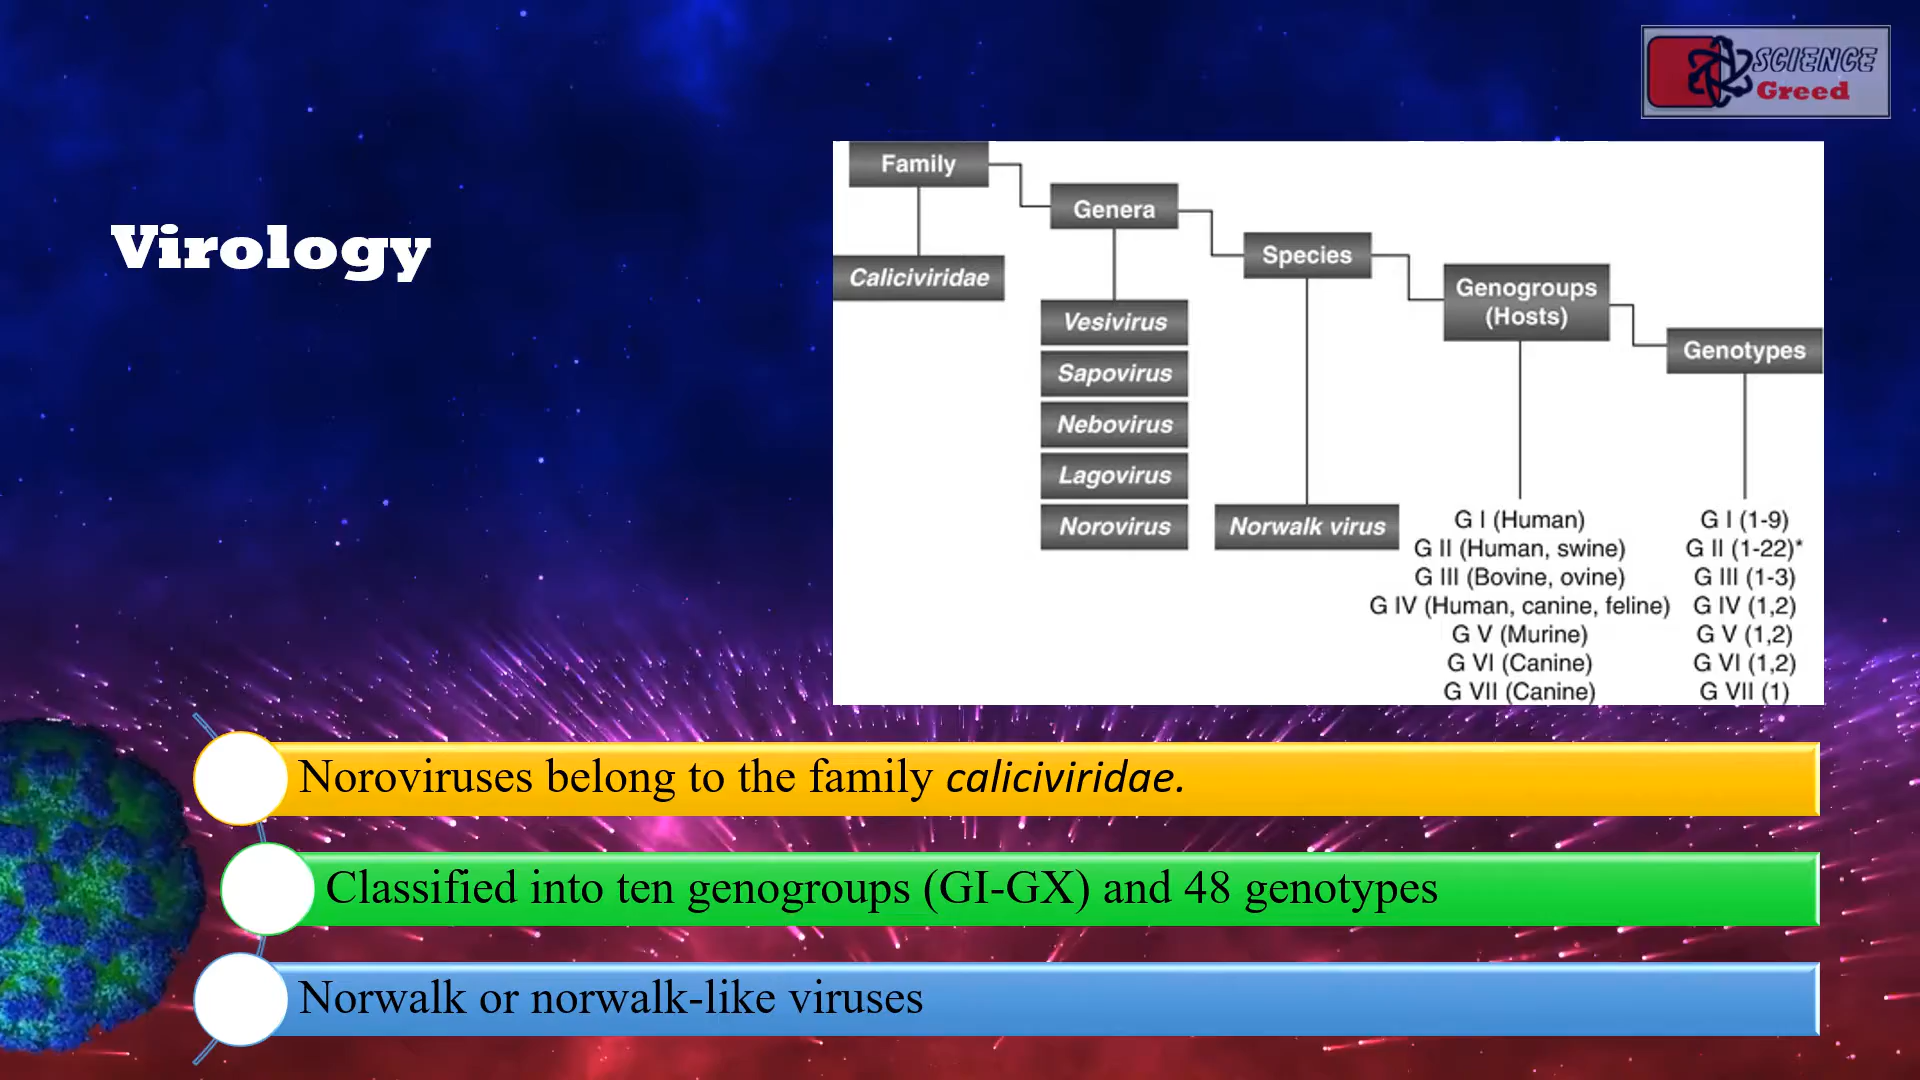 SCIENCE
Greed
Virology
Family
Genera
Species
Genogroups
(Hosts)
Genotypes
Caliciviridae
Vesivirus
Sapovirus
Nebovirus
Lagovirus
Norovirus
Norwalk virus
G I (Human)
G II (Human, swine)
G III (Bovine, ovine)
G IV (Human, canine, feline)
G V (Murine)
G VI (Canine)
G VII (Canine)
G I (1-9)
G II (1-22)*
G III (1-3)
G IV (1,2)
G V (1,2)
G VI (1,2)
G VII (1)
Noroviruses belong to the family caliciviridae.
Classified into ten genogroups (GI-GX) and 48 genotypes
Norwalk or norwalk-like viruses